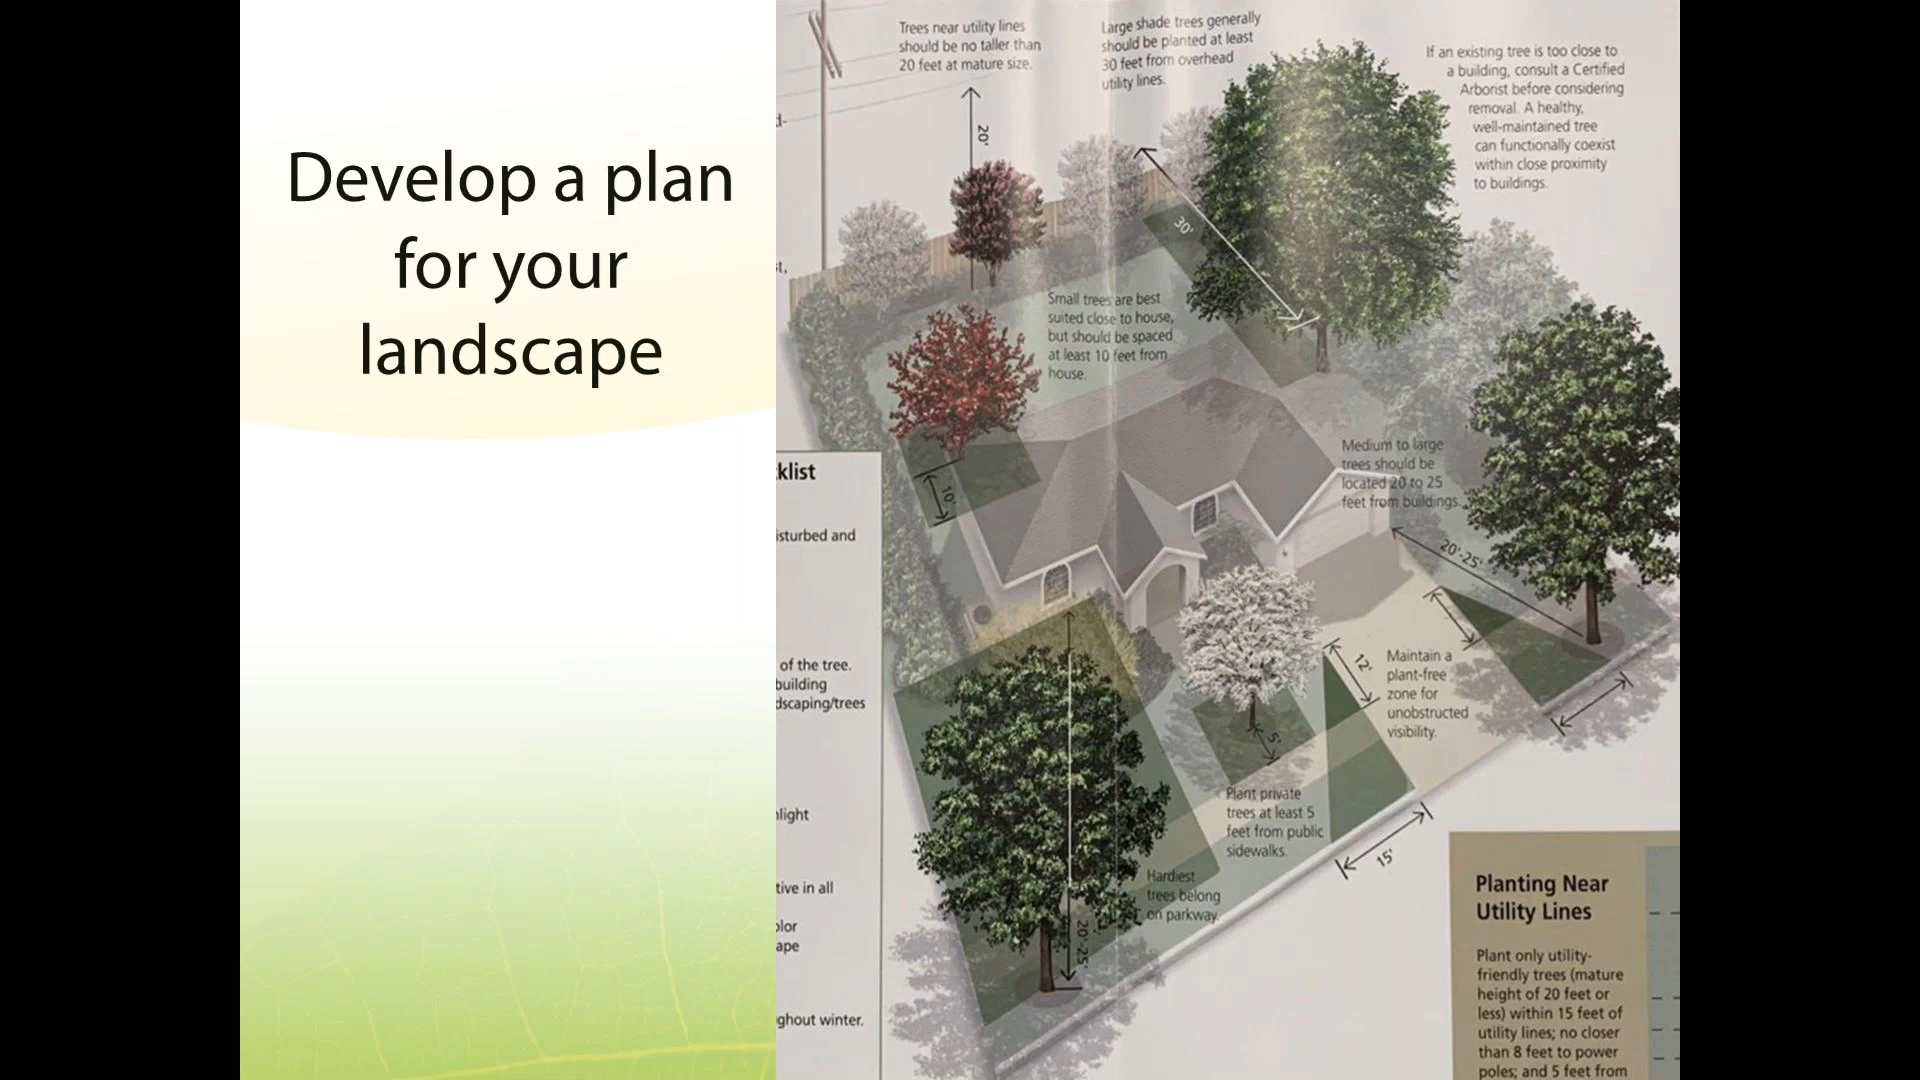 Develop a plan
for your
landscape
Trees near utility lines
should be no taller than
20 feet at mature size.
Large shade trees generally
should be planted at least
30 feet from overhead
utility lines.
If an existing tree is too close to
a building, consult a Certified
Arborist before considering
removal. A healthy,
well-maintained tree
can functionally coexist
within close proximity
to buildings.
20'
30'
Small trees are best
suited close to house,
but should be spaced
at least 10 feet from
house.
10'
Medium to large
trees should be
located 20 to 25
feet from buildings.
20'-25'
12'
Maintain a
plant-free
zone for
unobstructed
visibility.
5'
Plant private
trees at least 5
feet from public
sidewalks.
15'
Hardiest
trees belong
on parkway.
20'-25'
d-
st,
klist
isturbed and
of the tree.
building
dscaping/trees
nlight
tive in all
olor
ape
ghout winter.
Planting Near
Utility Lines
Plant only utility-
friendly trees (mature
height of 20 feet or
less) within 15 feet of
utility lines; no closer
than 8 feet to power
poles; and 5 feet from